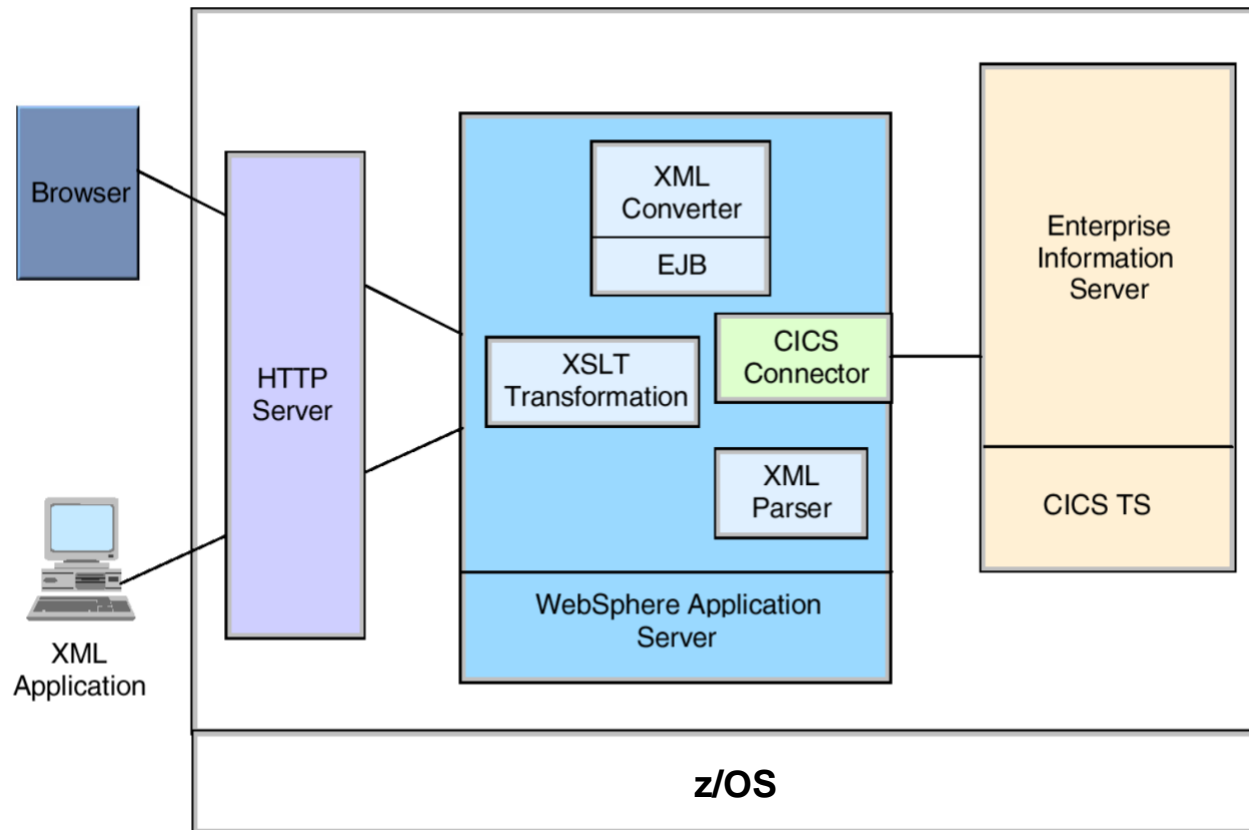 Browser
XML
Application
HTTP
Server
XML
Converter
EJB
XSLT
Transformation
CICS
Connector
XML
Parser
WebSphere Application
Server
Enterprise
Information
Server
CICS TS
z/OS